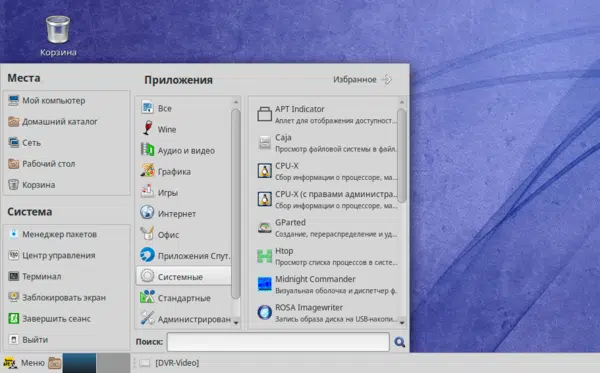 Корзина
Места
Мой компьютер
Домашний каталог
Сеть
Рабочий стол
Корзина
Система
Менеджер пакетов
Центр управления
Терминал
Заблокировать экран
Завершить сеанс
Выйти
Приложения
Избранное
Все
Wine
Аудио и видео
Графика
Игры
Интернет
Офис
Приложения Спут...
Системные
Стандартные
Администрирован
APT Indicator
Аплет для отображения доступност...
Caja
Просмотр файловой системы в файл...
CPU-X
Сбор информации о процессоре, ма...
CPU-X (с правами администра...
Сбор информации о процессоре, ма...
GParted
Создание, перераспределение и уд...
Htop
Просмотр списка процессов в систе...
Midnight Commander
Визуальная оболочка и диспетчер ф...
ROSA Imagewriter
Запись образа диска на USB-накопи...
Поиск:
Меню
[DVR-Video]